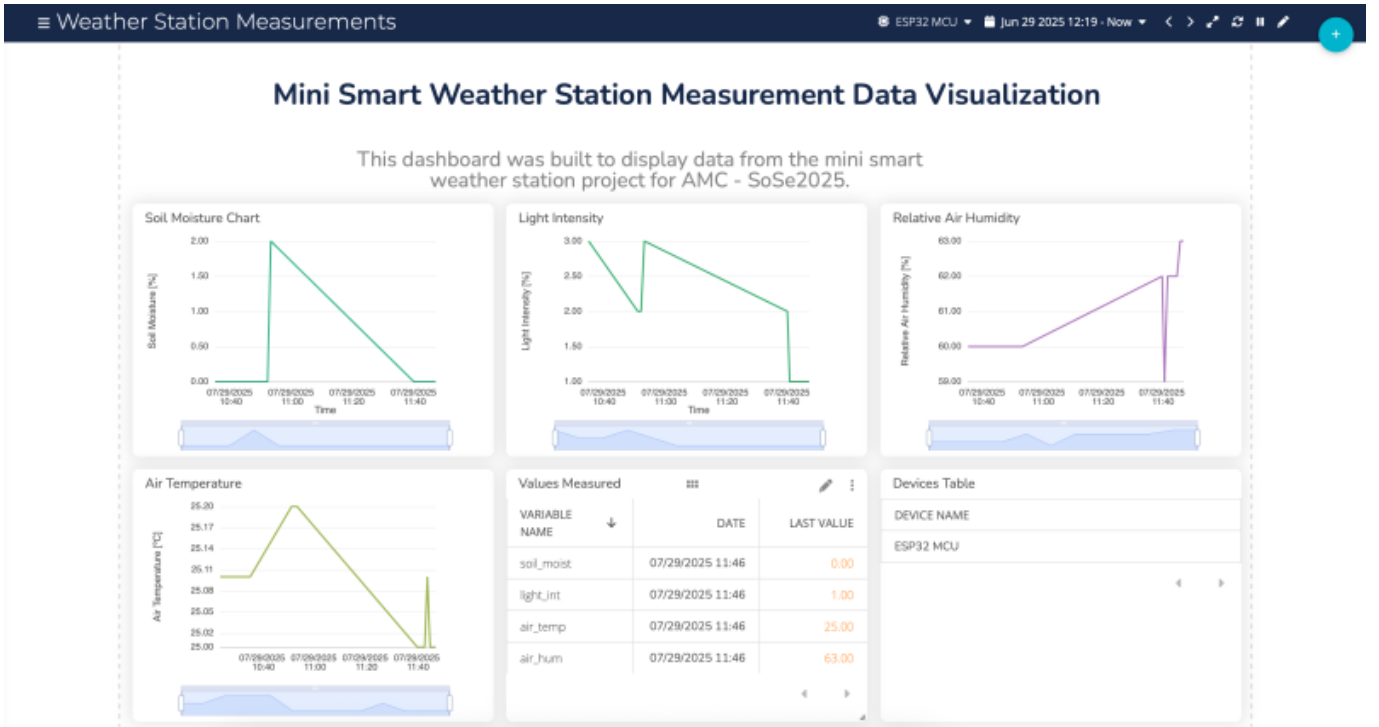 ≡ Weather Station Measurements
ESP32 MCU
Jun 29 2025 12:19 - Now
+
Mini Smart Weather Station Measurement Data Visualization
This dashboard was built to display data from the mini smart
weather station project for AMC - SoSe2025.
Soil Moisture Chart
Soil Moisture [%]
2.00
1.50
1.00
0.50
0.00
07/29/2025 07/29/2025 07/29/2025 07/29/2025
10:40 11:00 11:20 11:40
Time
Light Intensity
Light Intensity [%]
3.00
2.50
2.00
1.50
1.00
07/29/2025 07/29/2025 07/29/2025 07/29/2025
10:40 11:00 11:20 11:40
Time
Relative Air Humidity
Relative Air Humidity [%]
63.00
62.00
61.00
60.00
59.00
07/29/2025 07/29/2025 07/29/2025 07/29/2025
10:40 11:00 11:20 11:40
Air Temperature
Air Temperature [ºC]
25.20
25.17
25.14
25.11
25.08
25.05
25.02
25.00
07/29/2025 07/29/2025 07/29/2025 07/29/2025
10:40 11:00 11:20 11:40
Values Measured
VARIABLE
NAME
DATE
LAST VALUE
soil_moist 07/29/2025 11:46 0.00
light_int 07/29/2025 11:46 1.00
air_temp 07/29/2025 11:46 25.00
air_hum 07/29/2025 11:46 63.00
Devices Table
DEVICE NAME
ESP32 MCU